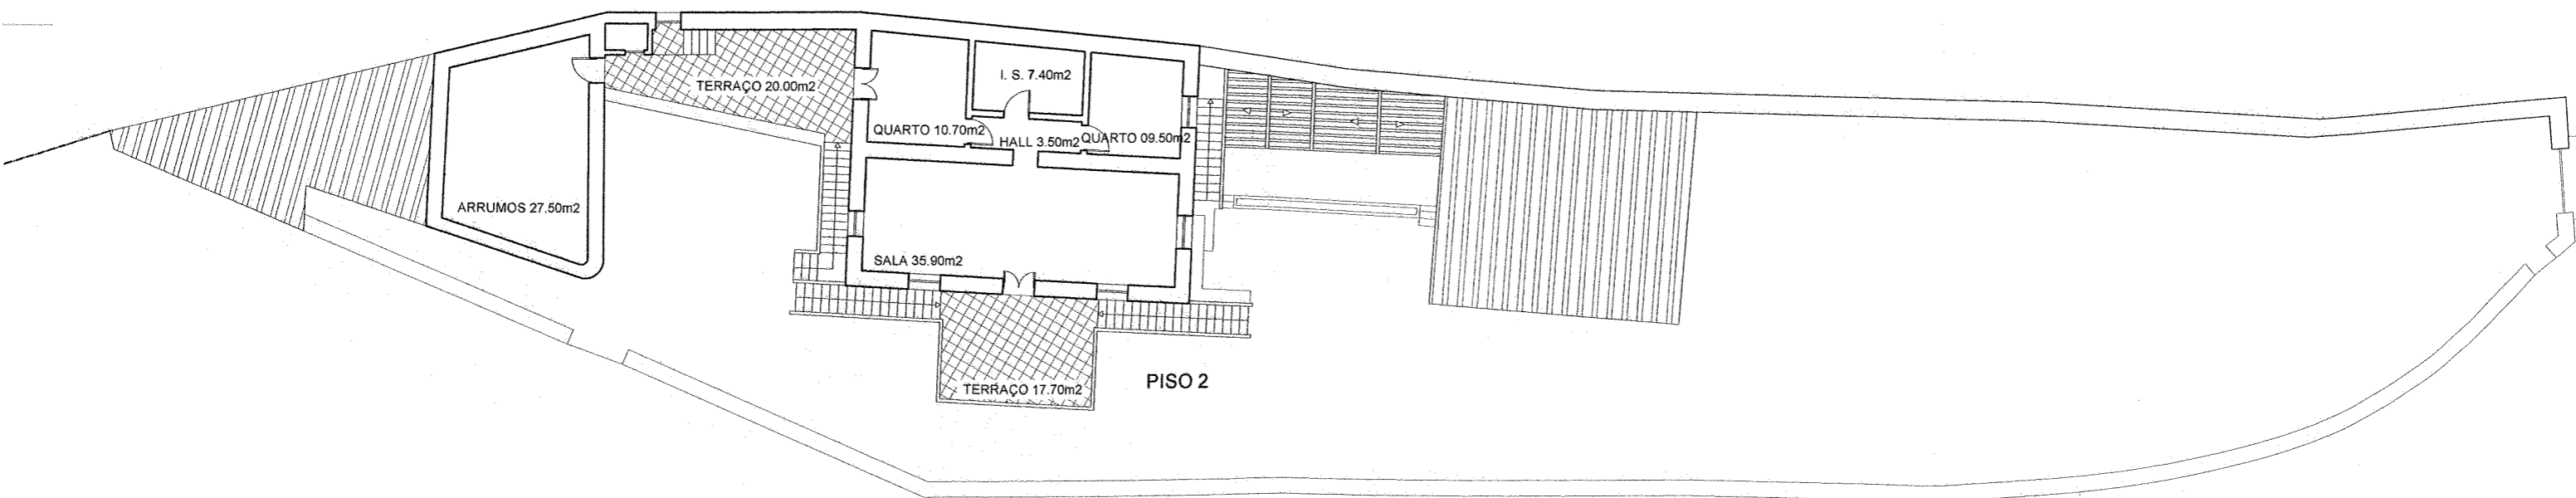 TERRAÇO 20.00m2
I. S. 7.40m2
QUARTO 10.70m2
HALL 3.50m2
QUARTO 09.50m2
ARRUMOS 27.50m2
SALA 35.90m2
TERRAÇO 17.70m2
PISO 2